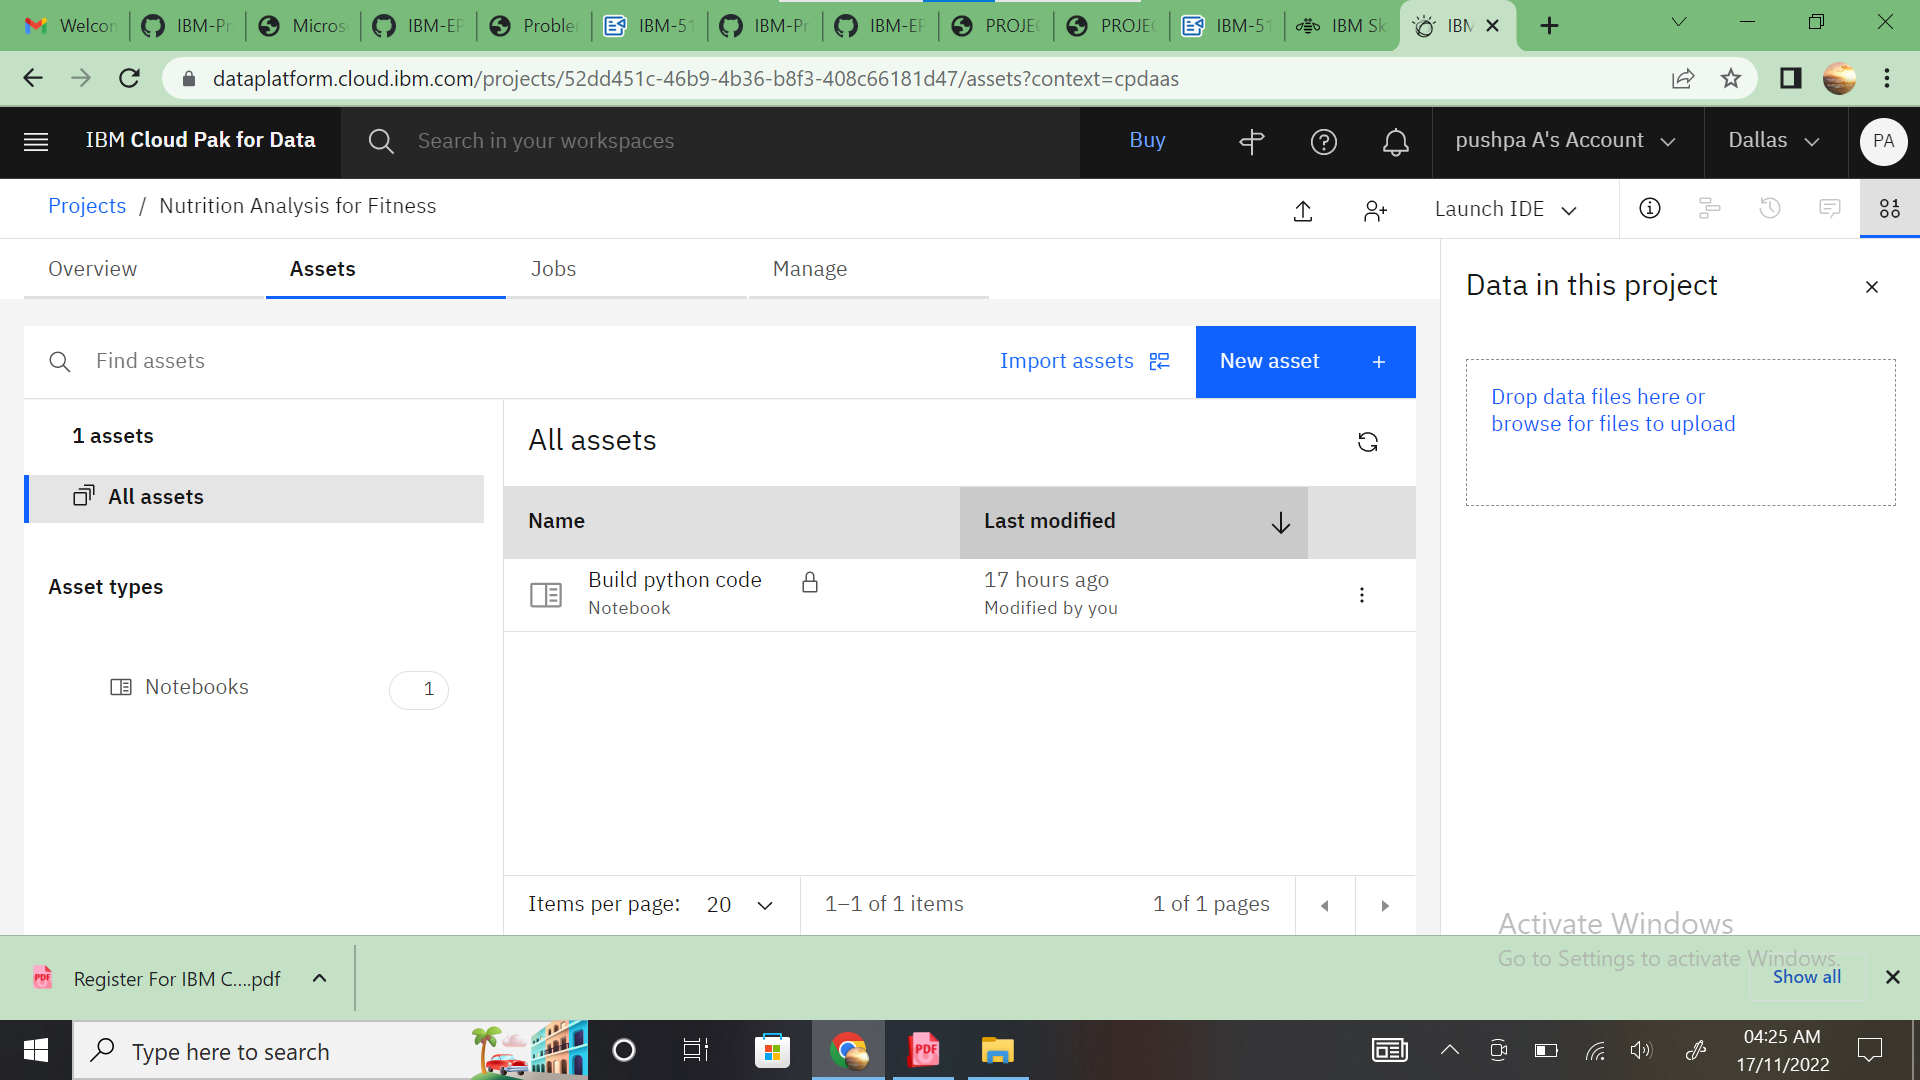 Welcon
IBM-Pr
Micros
IBM-EP
Problem
IBM-51
IBM-Pr
IBM-EP
PROJEC
PROJEC
IBM-51
IBM Sk
IBM
dataplatform.cloud.ibm.com/projects/52dd451c-46b9-4b36-b8f3-408c66181d47/assets?context=cpdaas
IBM Cloud Pak for Data
Search in your workspaces
Buy
pushpa A's Account
Dallas
PA
Projects / Nutrition Analysis for Fitness
Launch IDE
Overview
Assets
Jobs
Manage
Data in this project
Find assets
Import assets
New asset +
Drop data files here or
browse for files to upload
1 assets
All assets
All assets
Name
Last modified
Build python code
17 hours ago
Notebook
Modified by you
Asset types
Notebooks
1
Items per page: 20
1–1 of 1 items
1 of 1 pages
Activate Windows
Go to Settings to activate Windows.
Register For IBM C....pdf
Show all
Type here to search
PDF
04:25 AM
17/11/2022